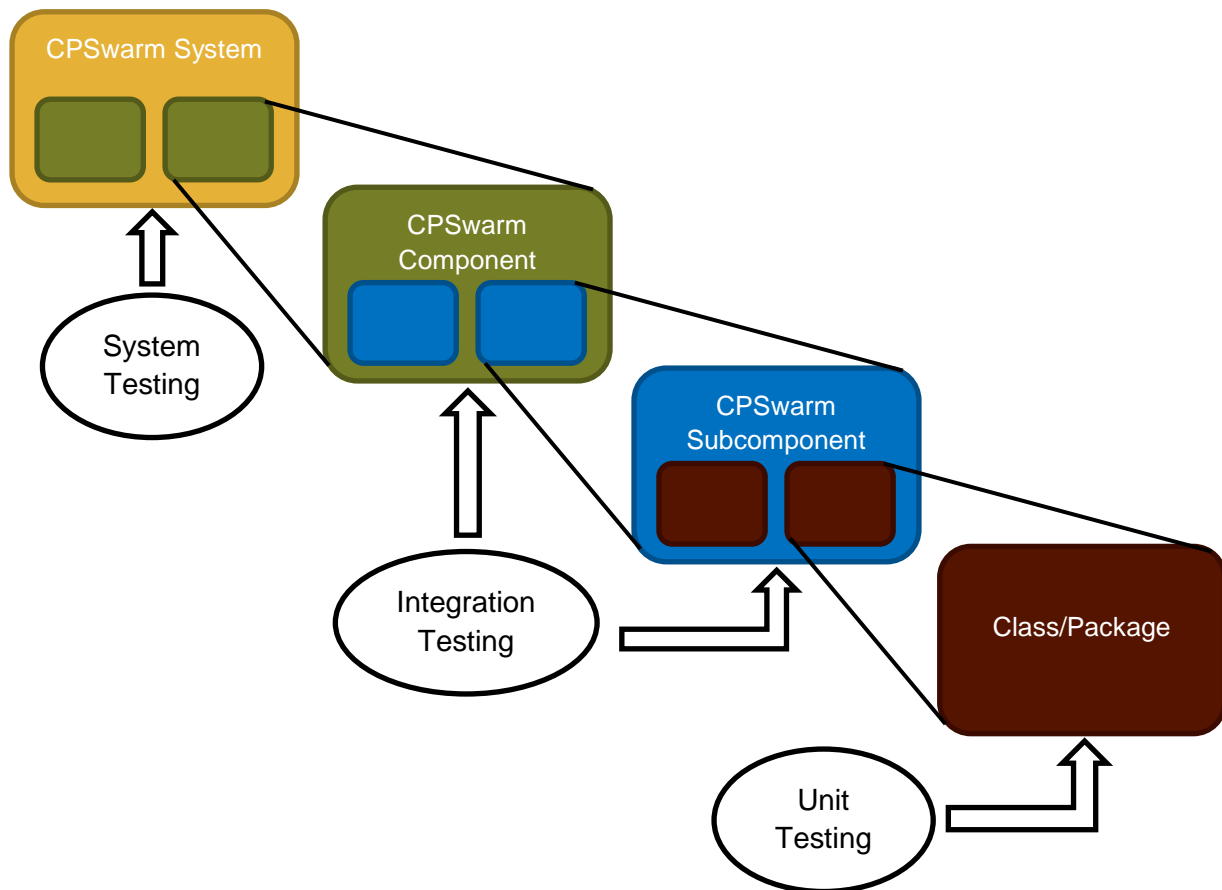 CPSwarm System
CPSwarm
Component
System
Testing
CPSwarm
Subcomponent
Integration
Testing
Class/Package
Unit
Testing